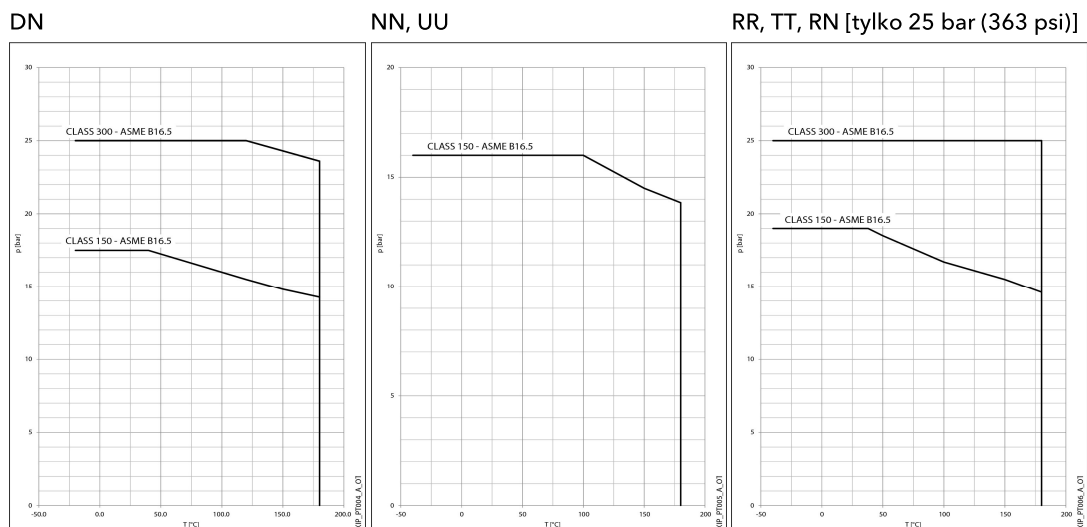 DN
NN, UU
RR, TT, RN [tylko 25 bar (363 psi)]
30
25
20
15
10
5
0
p [bar]
CLASS 300 - ASME B16.5
CLASS 150 - ASME B16.5
-50.0 0.0 50.0 100.0 150.0 200.0
T [°C]
20
15
10
5
0
p [bar]
CLASS 150 - ASME B16.5
-50 0 50 100 150 200
T [°C]
30
25
20
15
10
5
0
p [bar]
CLASS 300 - ASME B16.5
CLASS 150 - ASME B16.5
-50 0 50 100 150 200.0
T [°C]